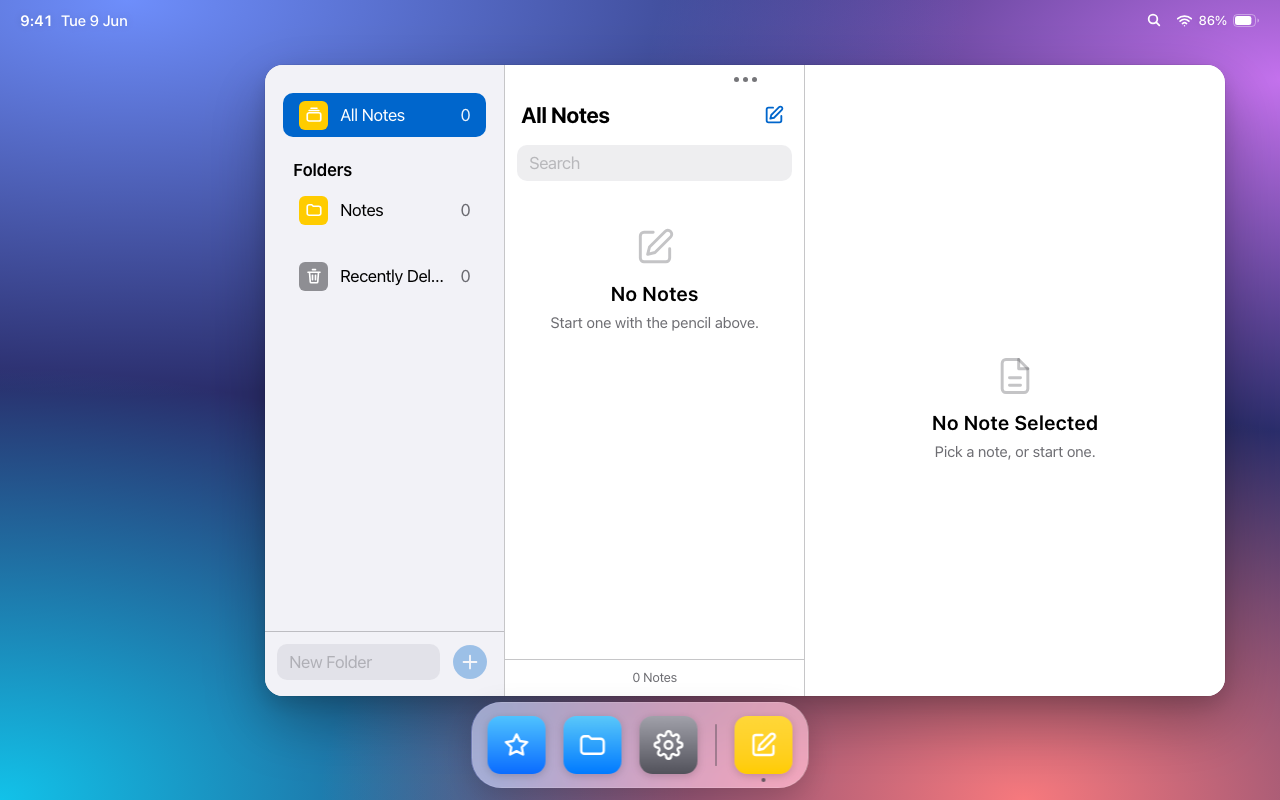 9:41 Tue 9 Jun
86%
All Notes 0
Folders
Notes 0
Recently Del... 0
New Folder
All Notes
Search
No Notes
Start one with the pencil above.
0 Notes
No Note Selected
Pick a note, or start one.